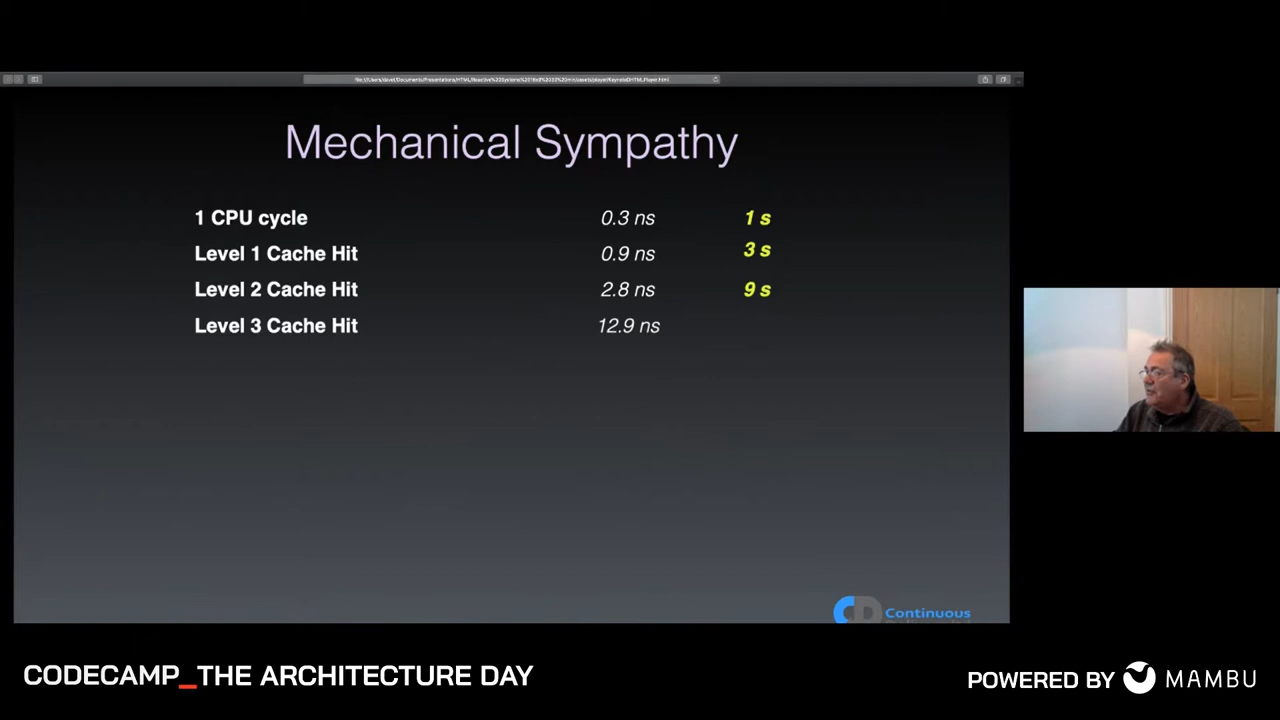 Mechanical Sympathy
1 CPU cycle 0.3 ns 1 s
Level 1 Cache Hit 0.9 ns 3 s
Level 2 Cache Hit 2.8 ns 9 s
Level 3 Cache Hit 12.9 ns
CD Continuous
CODECAMP_THE ARCHITECTURE DAY
POWERED BY MAMBU